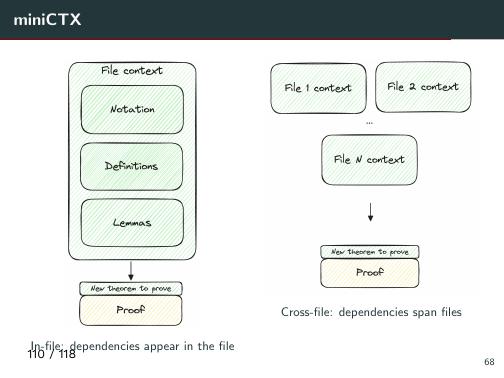 miniCTX
File context
Notation
Definitions
Lemmas
New theorem to prove
Proof
In-file: dependencies appear in the file
File 1 context
File 2 context
...
File N context
New theorem to prove
Proof
Cross-file: dependencies span files
110 / 118
68